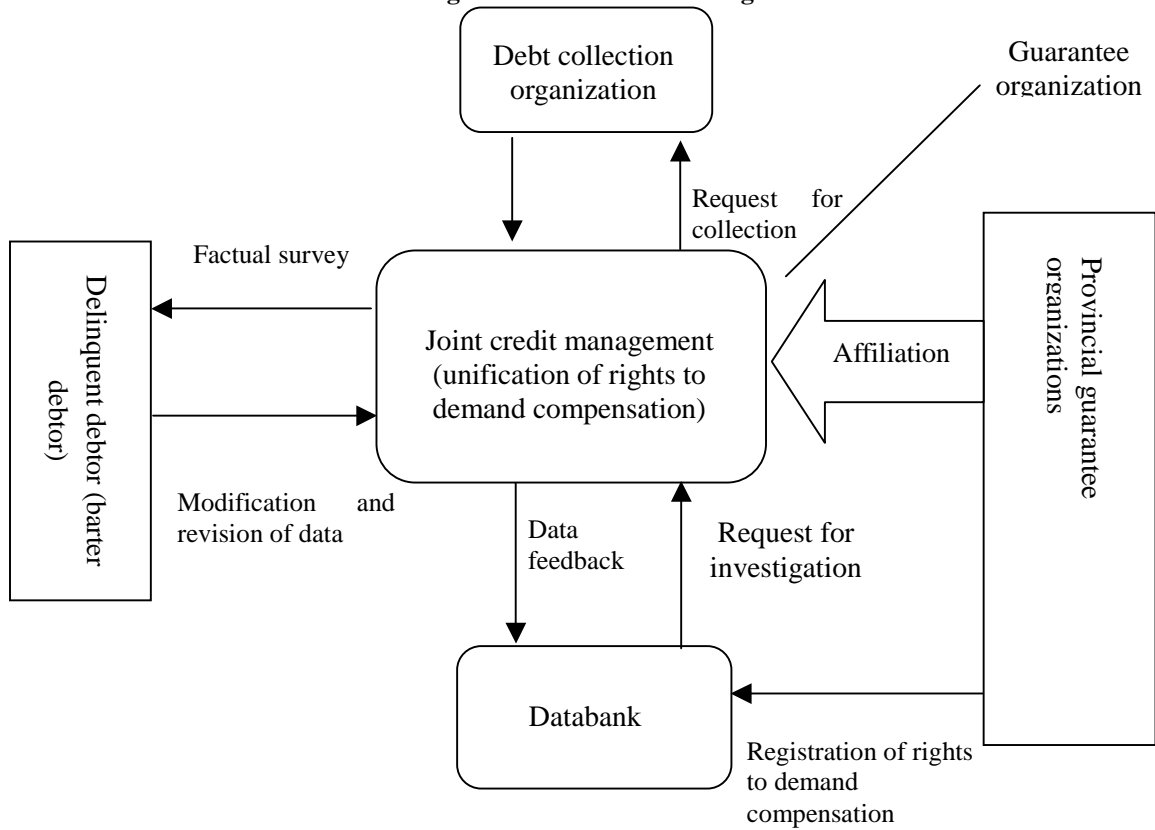 Debt collection
organization
Guarantee
organization
Request for
collection
Factual survey
Delinquent debtor (barter
debtor)
Joint credit management
(unification of rights to
demand compensation)
Affiliation
Provincial guarantee
organizations
Modification and
revision of data
Data
feedback
Request for
investigation
Databank
Registration of rights
to demand
compensation